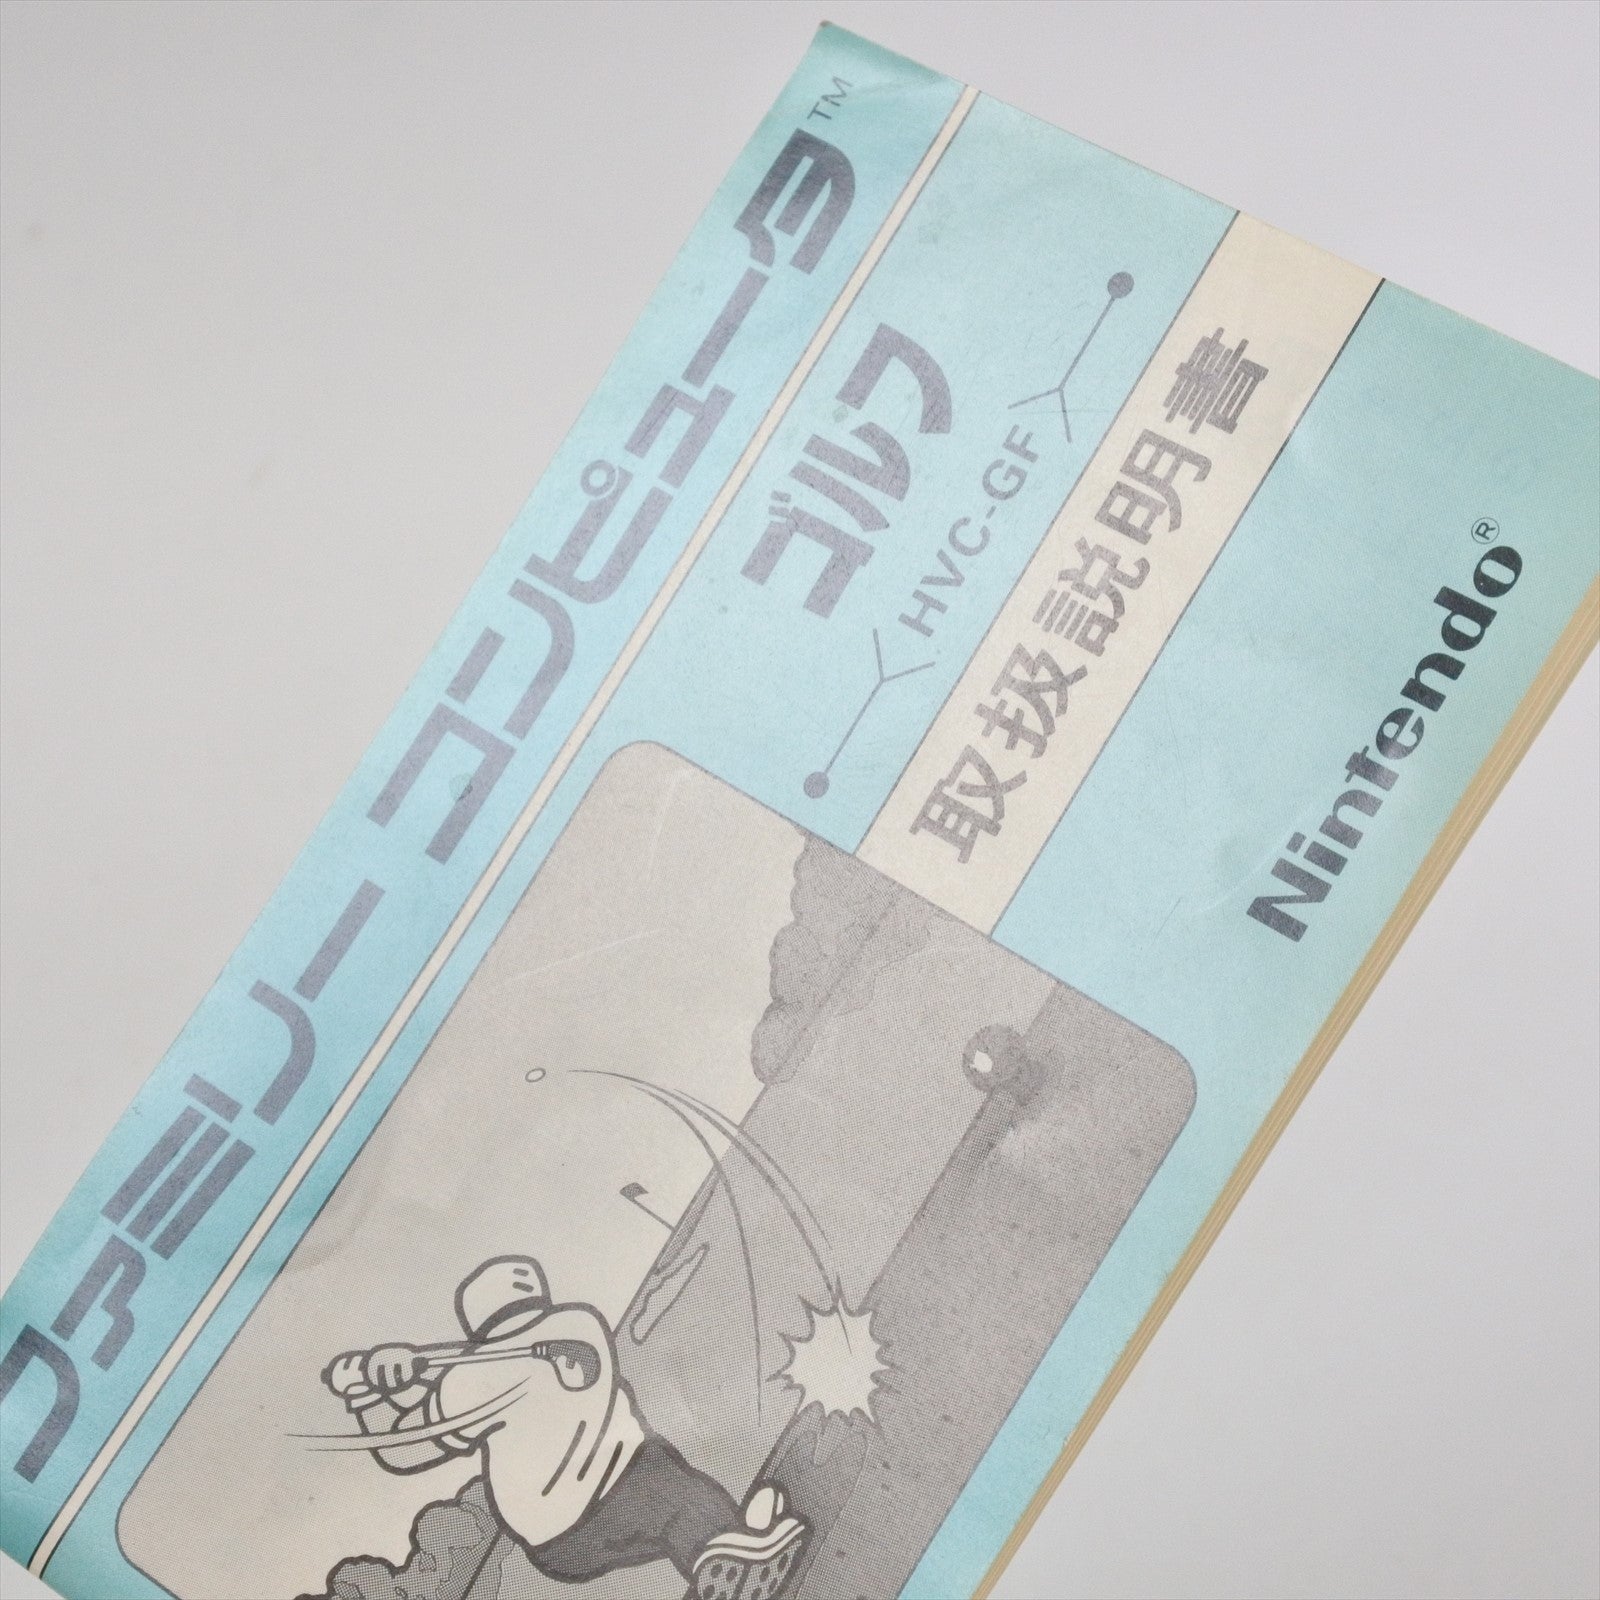 ファミリー コンピュータ™
ゴルフ
HVC-GF
取扱説明書
Nintendo®